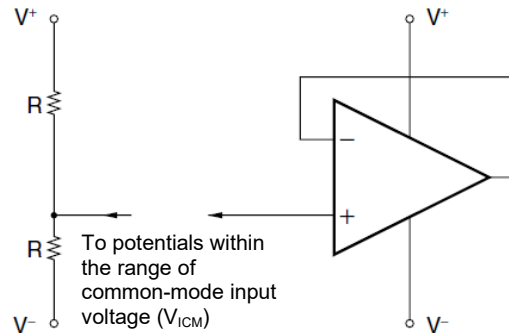 V+
V+
R
−
+
R
To potentials within
the range of
common-mode input
voltage (VICM)
V−
V−